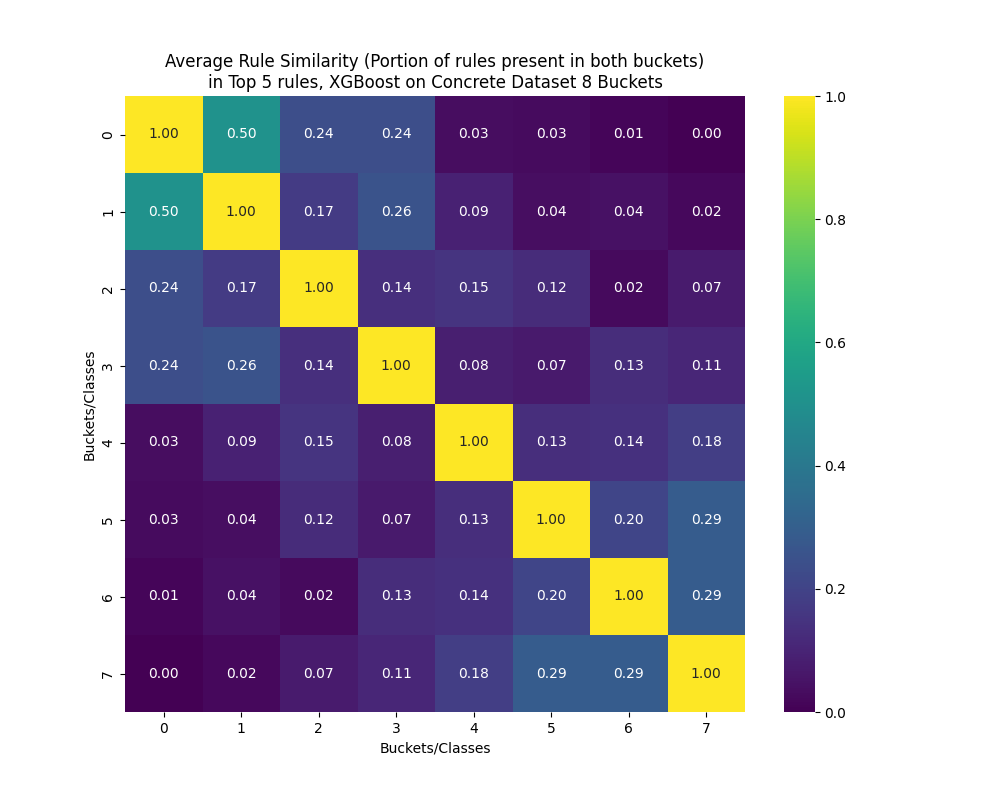 Average Rule Similarity (Portion of rules present in both buckets)
in Top 5 rules, XGBoost on Concrete Dataset 8 Buckets
0 1.00 0.50 0.24 0.24 0.03 0.03 0.01 0.00
1 0.50 1.00 0.17 0.26 0.09 0.04 0.04 0.02
2 0.24 0.17 1.00 0.14 0.15 0.12 0.02 0.07
3 0.24 0.26 0.14 1.00 0.08 0.07 0.13 0.11
4 0.03 0.09 0.15 0.08 1.00 0.13 0.14 0.18
5 0.03 0.04 0.12 0.07 0.13 1.00 0.20 0.29
6 0.01 0.04 0.02 0.13 0.14 0.20 1.00 0.29
7 0.00 0.02 0.07 0.11 0.18 0.29 0.29 1.00
0 1 2 3 4 5 6 7
Buckets/Classes
Buckets/Classes
1.0
0.8
0.6
0.4
0.2
0.0